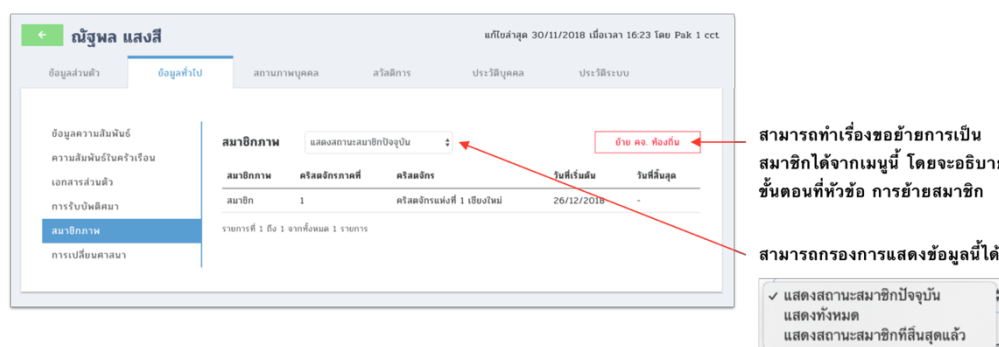 ณัฐพล แสงสี
แก้ไขล่าสุด 30/11/2018 เมื่อเวลา 16:23 โดย Pak 1 cct
ข้อมูลส่วนตัว ข้อมูลทั่วไป สถานภาพบุคคล สวัสดิการ ประวัติบุคคล ประวัติระบบ
ข้อมูลความสัมพันธ์
ความสัมพันธ์ในครัวเรือน
เอกสารส่วนตัว
การรับบัพติศมา
สมาชิกภาพ
การเปลี่ยนศาสนา
สมาชิกภาพ แสดงสถานะสมาชิกปัจจุบัน ย้าย คจ. ท้องถิ่น
สมาชิกภาพ คริสตจักรภาคที่ คริสตจักร วันที่เริ่มต้น วันที่สิ้นสุด
สมาชิก 1 คริสตจักรแห่งที่ 1 เชียงใหม่ 26/12/2018 -
รายการที่ 1 ถึง 1 จากทั้งหมด 1 รายการ
สามารถทำเรื่องขอย้ายการเป็น
สมาชิกได้จากเมนูนี้ โดยจะอธิบาย
ขั้นตอนที่หัวข้อ การย้ายสมาชิก
สามารถกรองการแสดงข้อมูลนี้ได้
✓ แสดงสถานะสมาชิกปัจจุบัน
แสดงทั้งหมด
แสดงสถานะสมาชิกที่สิ้นสุดแล้ว